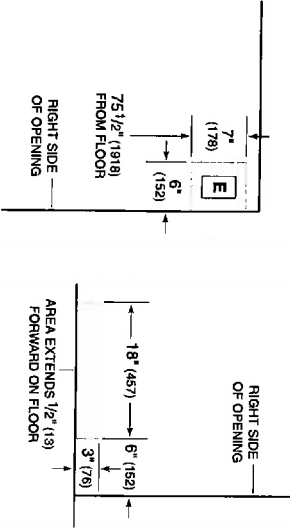 7"
(178)
E
6"
(152)
75 1/2" (1918)
FROM FLOOR
RIGHT SIDE
OF OPENING
RIGHT SIDE
OF OPENING
18" (457)
6" (152)
3" (76)
AREA EXTENDS 1/2" (13)
FORWARD ON FLOOR